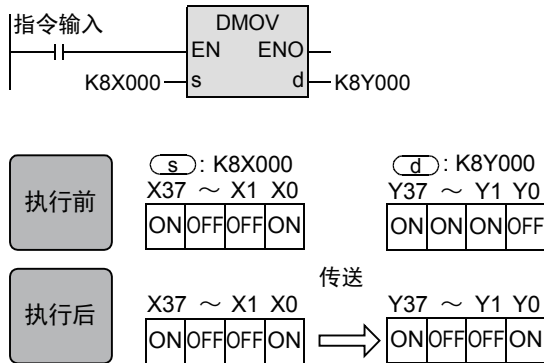 指令输入
DMOV
EN ENO
K8X000 s d K8Y000
执行前
s : K8X000
X37 ～ X1 X0
ON OFF OFF ON
d : K8Y000
Y37 ～ Y1 Y0
ON ON ON OFF
执行后
X37 ～ X1 X0
ON OFF OFF ON
传送
Y37 ～ Y1 Y0
ON OFF OFF ON